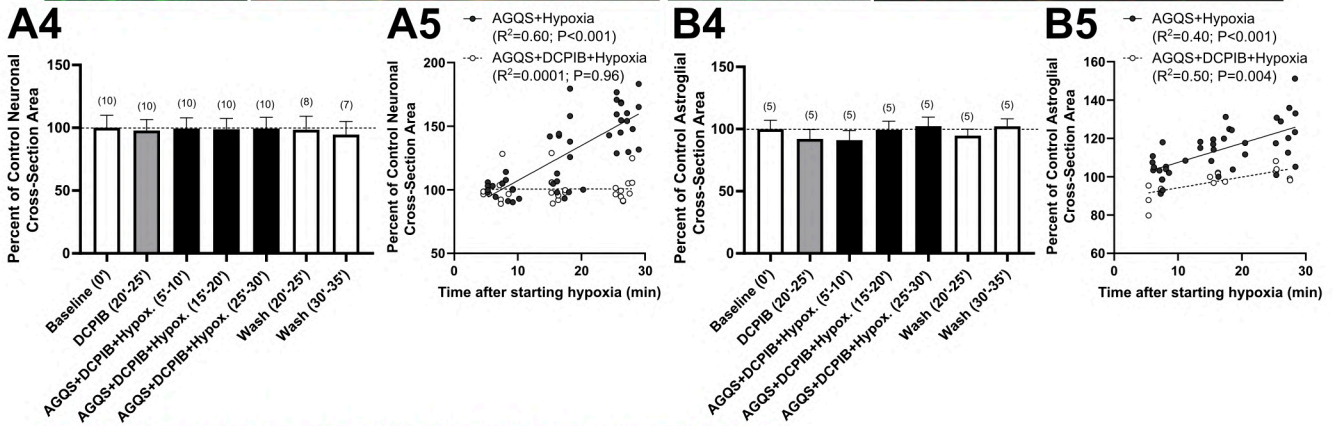 A4
Percent of Control Neuronal
Cross-Section Area
150
100
50
0
(10)
(10)
(10)
(10)
(10)
(8)
(7)
Baseline (0')
DCPIB (20'-25')
AGQS+DCPIB+Hypox. (5'-10')
AGQS+DCPIB+Hypox. (15'-20')
AGQS+DCPIB+Hypox. (25'-30')
Wash (20'-25')
Wash (30'-35')
A5
AGQS+Hypoxia
(R²=0.60; P<0.001)
AGQS+DCPIB+Hypoxia
(R²=0.0001; P=0.96)
Percent of Control Neuronal
Cross-Section Area
200
150
100
50
0
10
20
30
Time after starting hypoxia (min)
B4
Percent of Control Astroglial
Cross-Section Area
150
100
50
0
(5)
(5)
(5)
(5)
(5)
(5)
(5)
Baseline (0')
DCPIB (20'-25')
AGQS+DCPIB+Hypox. (5'-10')
AGQS+DCPIB+Hypox. (15'-20')
AGQS+DCPIB+Hypox. (25'-30')
Wash (20'-25')
Wash (30'-35')
B5
AGQS+Hypoxia
(R²=0.40; P<0.001)
AGQS+DCPIB+Hypoxia
(R²=0.50; P=0.004)
Percent of Control Astroglial
Cross-Section Area
160
140
120
100
80
60
0
10
20
30
Time after starting hypoxia (min)